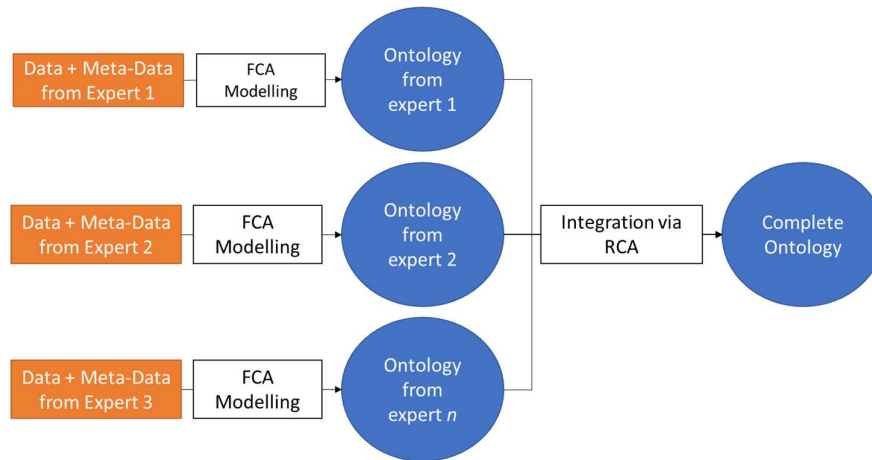 Data + Meta-Data
from Expert 1
FCA
Modelling
Ontology
from
expert 1
Data + Meta-Data
from Expert 2
FCA
Modelling
Ontology
from
expert 2
Integration via
RCA
Complete
Ontology
Data + Meta-Data
from Expert 3
FCA
Modelling
Ontology
from
expert n